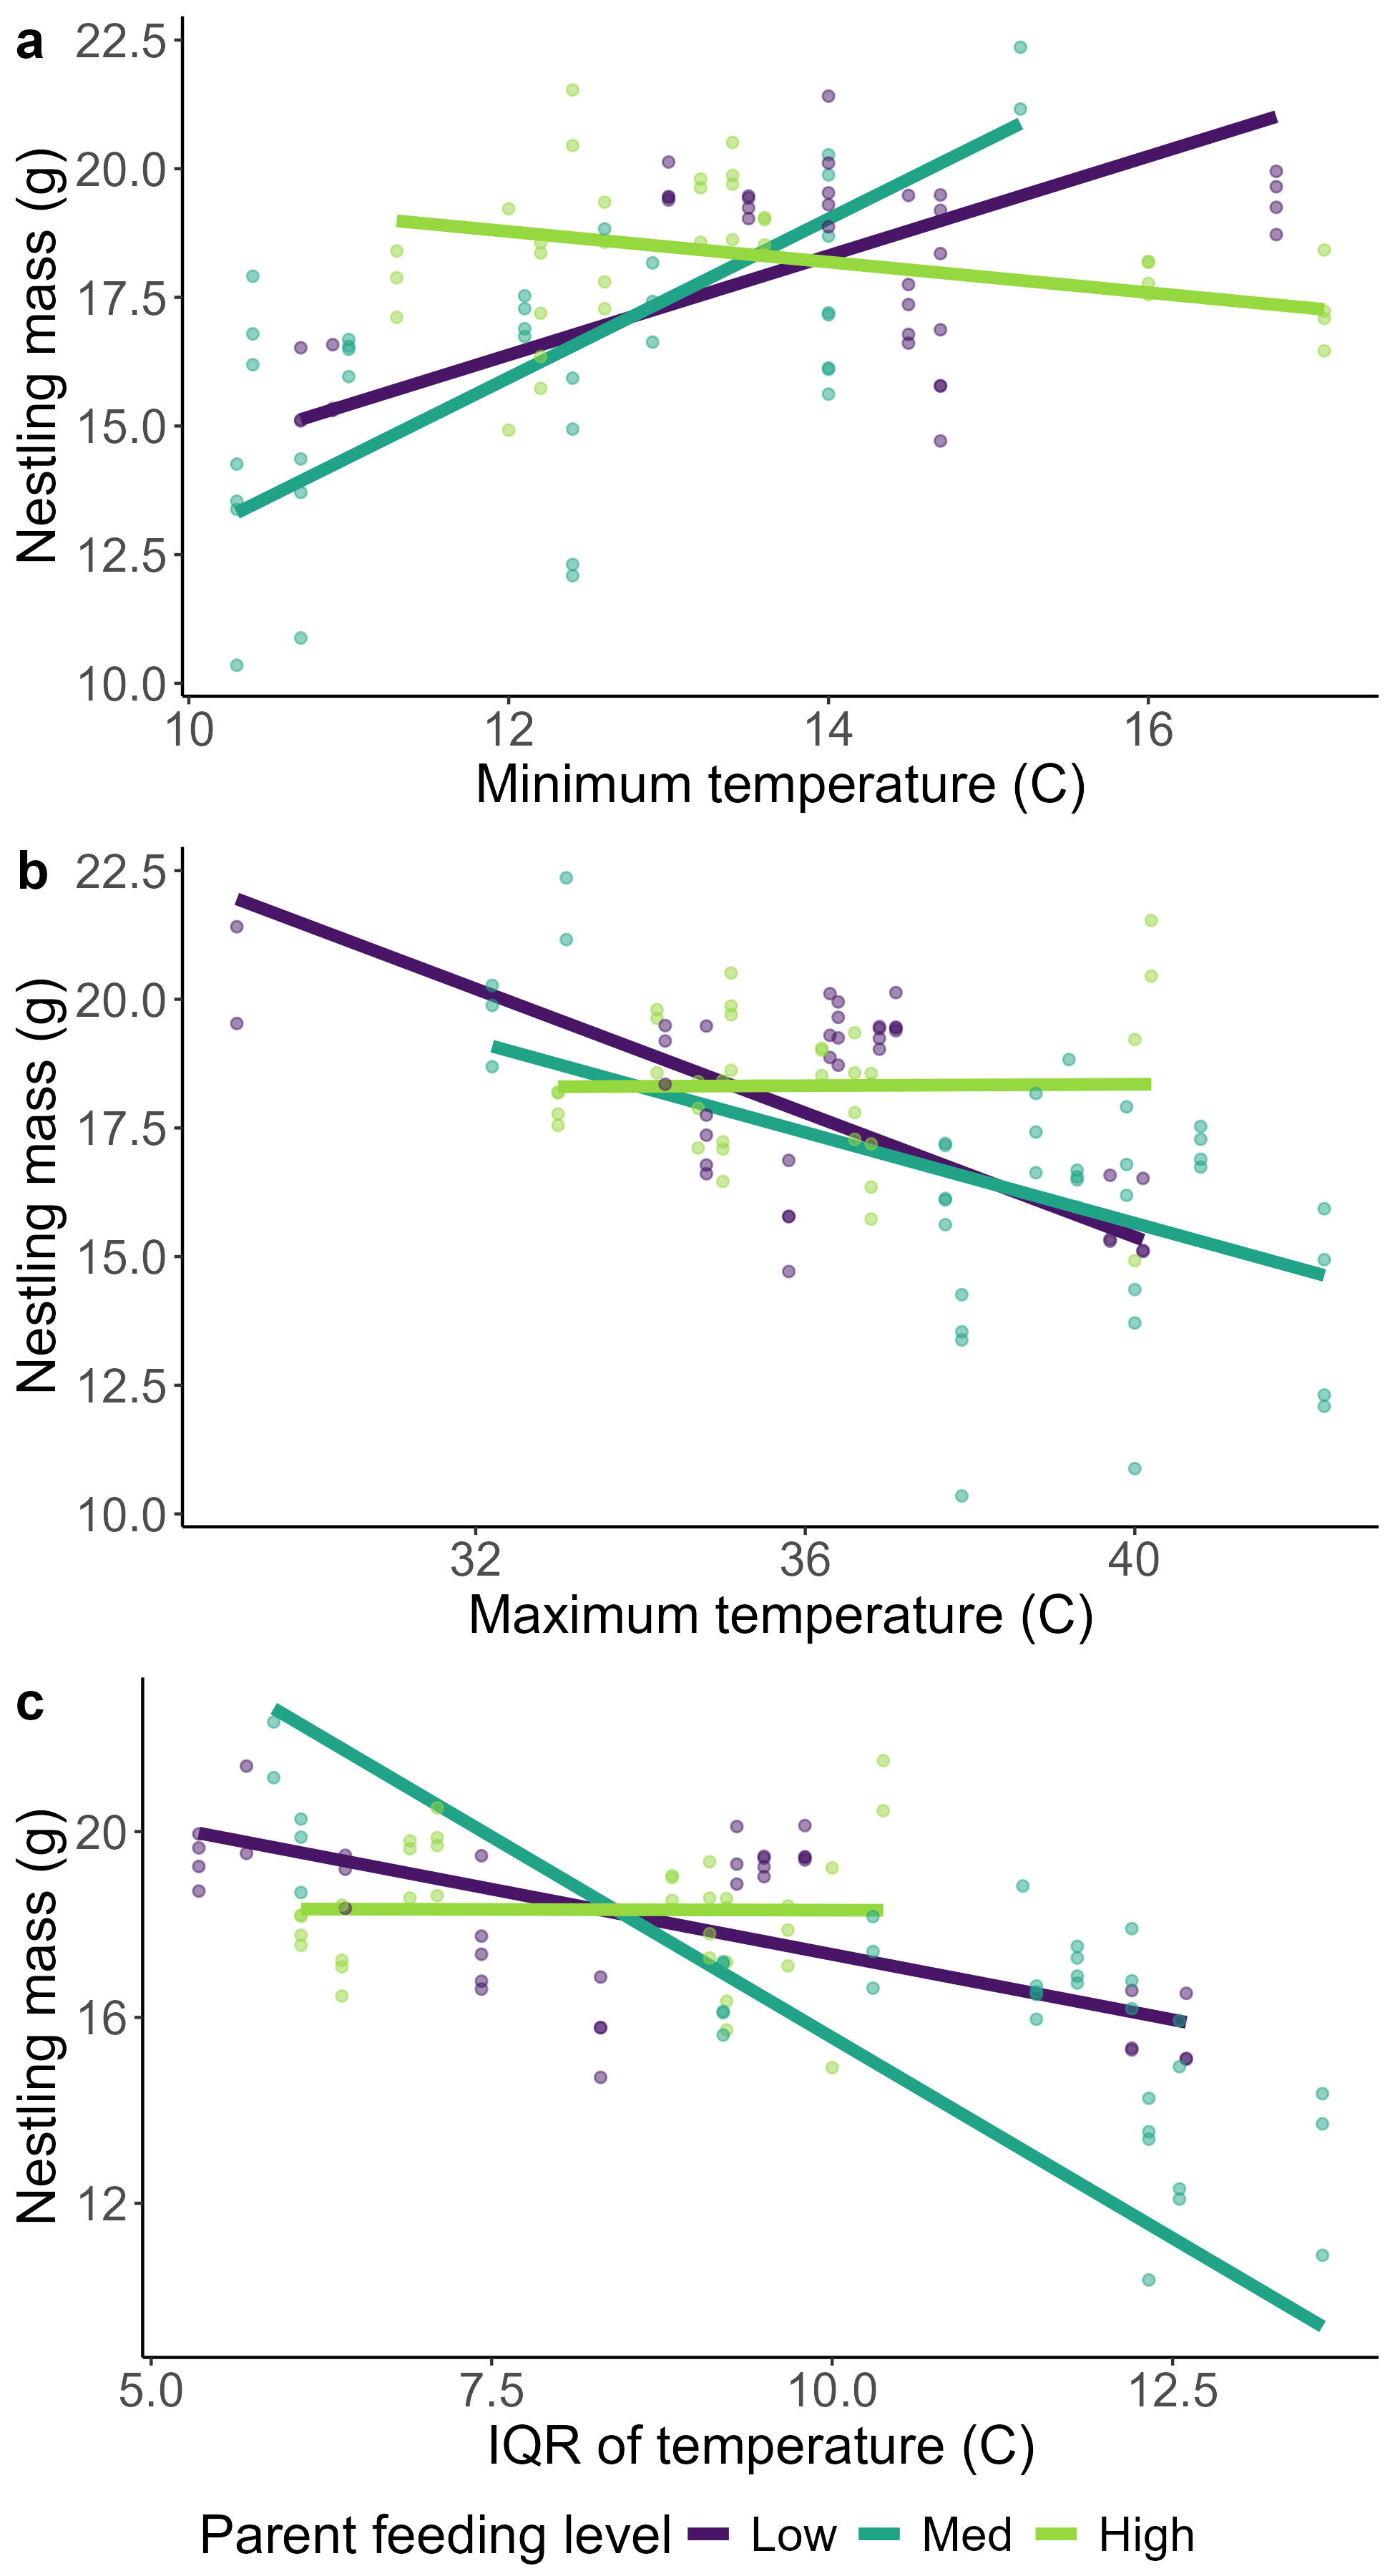 a
Nestling mass (g)
22.5
20.0
17.5
15.0
12.5
10.0
10 12 14 16
Minimum temperature (C)
b
Nestling mass (g)
22.5
20.0
17.5
15.0
12.5
10.0
32 36 40
Maximum temperature (C)
c
Nestling mass (g)
20
16
12
5.0 7.5 10.0 12.5
IQR of temperature (C)
Parent feeding level Low Med High